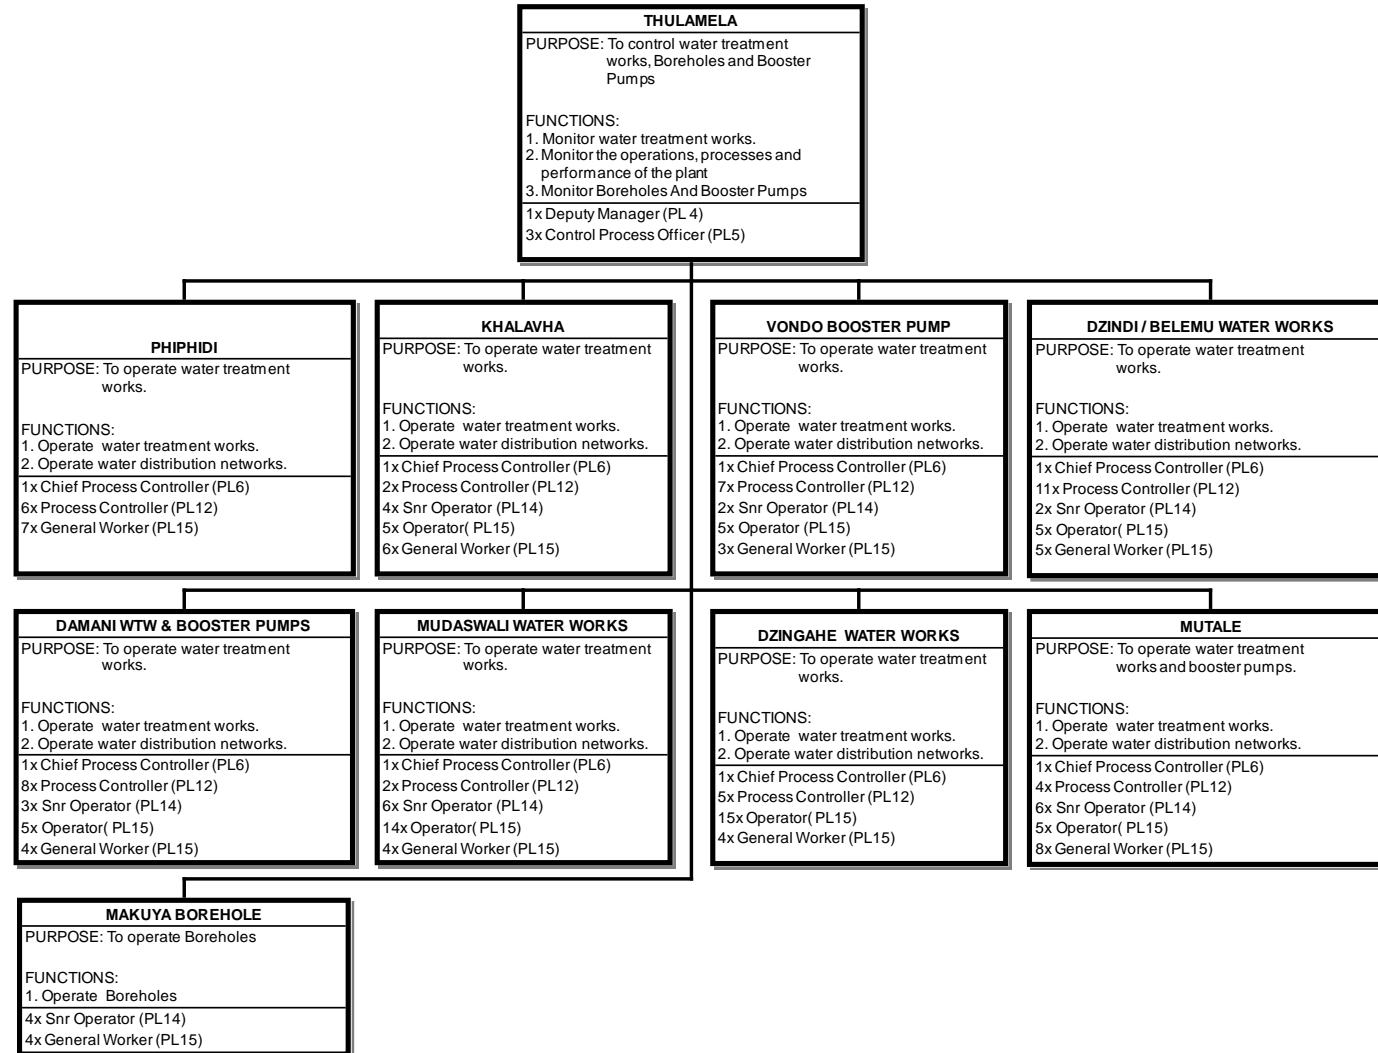 THULAMELA
PURPOSE: To control water treatment
works, Boreholes and Booster
Pumps
FUNCTIONS:
1. Monitor water treatment works.
2. Monitor the operations, processes and
performance of the plant
3. Monitor Boreholes And Booster Pumps
1x Deputy Manager (PL 4)
3x Control Process Officer (PL5)
PHIPHIDI
PURPOSE: To operate water treatment
works.
FUNCTIONS:
1. Operate water treatment works.
2. Operate water distribution networks.
1x Chief Process Controller (PL6)
6x Process Controller (PL12)
7x General Worker (PL15)
KHALAVHA
PURPOSE: To operate water treatment
works.
FUNCTIONS:
1. Operate water treatment works.
2. Operate water distribution networks.
1x Chief Process Controller (PL6)
2x Process Controller (PL12)
4x Snr Operator (PL14)
5x Operator( PL15)
6x General Worker (PL15)
VONDO BOOSTER PUMP
PURPOSE: To operate water treatment
works.
FUNCTIONS:
1. Operate water treatment works.
2. Operate water distribution networks.
1x Chief Process Controller (PL6)
7x Process Controller (PL12)
2x Snr Operator (PL14)
5x Operator (PL15)
3x General Worker (PL15)
DZINDI / BELEMU WATER WORKS
PURPOSE: To operate water treatment
works.
FUNCTIONS:
1. Operate water treatment works.
2. Operate water distribution networks.
1x Chief Process Controller (PL6)
11x Process Controller (PL12)
2x Snr Operator (PL14)
5x Operator( PL15)
5x General Worker (PL15)
DAMANI WTW & BOOSTER PUMPS
PURPOSE: To operate water treatment
works.
FUNCTIONS:
1. Operate water treatment works.
2. Operate water distribution networks.
1x Chief Process Controller (PL6)
8x Process Controller (PL12)
3x Snr Operator (PL14)
5x Operator( PL15)
4x General Worker (PL15)
MUDASWALI WATER WORKS
PURPOSE: To operate water treatment
works.
FUNCTIONS:
1. Operate water treatment works.
2. Operate water distribution networks.
1x Chief Process Controller (PL6)
2x Process Controller (PL12)
6x Snr Operator (PL14)
14x Operator( PL15)
4x General Worker (PL15)
DZINGAHE WATER WORKS
PURPOSE: To operate water treatment
works.
FUNCTIONS:
1. Operate water treatment works.
2. Operate water distribution networks.
1x Chief Process Controller (PL6)
5x Process Controller (PL12)
15x Operator( PL15)
4x General Worker (PL15)
MUTALE
PURPOSE: To operate water treatment
works and booster pumps.
FUNCTIONS:
1. Operate water treatment works.
2. Operate water distribution networks.
1x Chief Process Controller (PL6)
4x Process Controller (PL12)
6x Snr Operator (PL14)
5x Operator( PL15)
8x General Worker (PL15)
MAKUYA BOREHOLE
PURPOSE: To operate Boreholes
FUNCTIONS:
1. Operate Boreholes
4x Snr Operator (PL14)
4x General Worker (PL15)